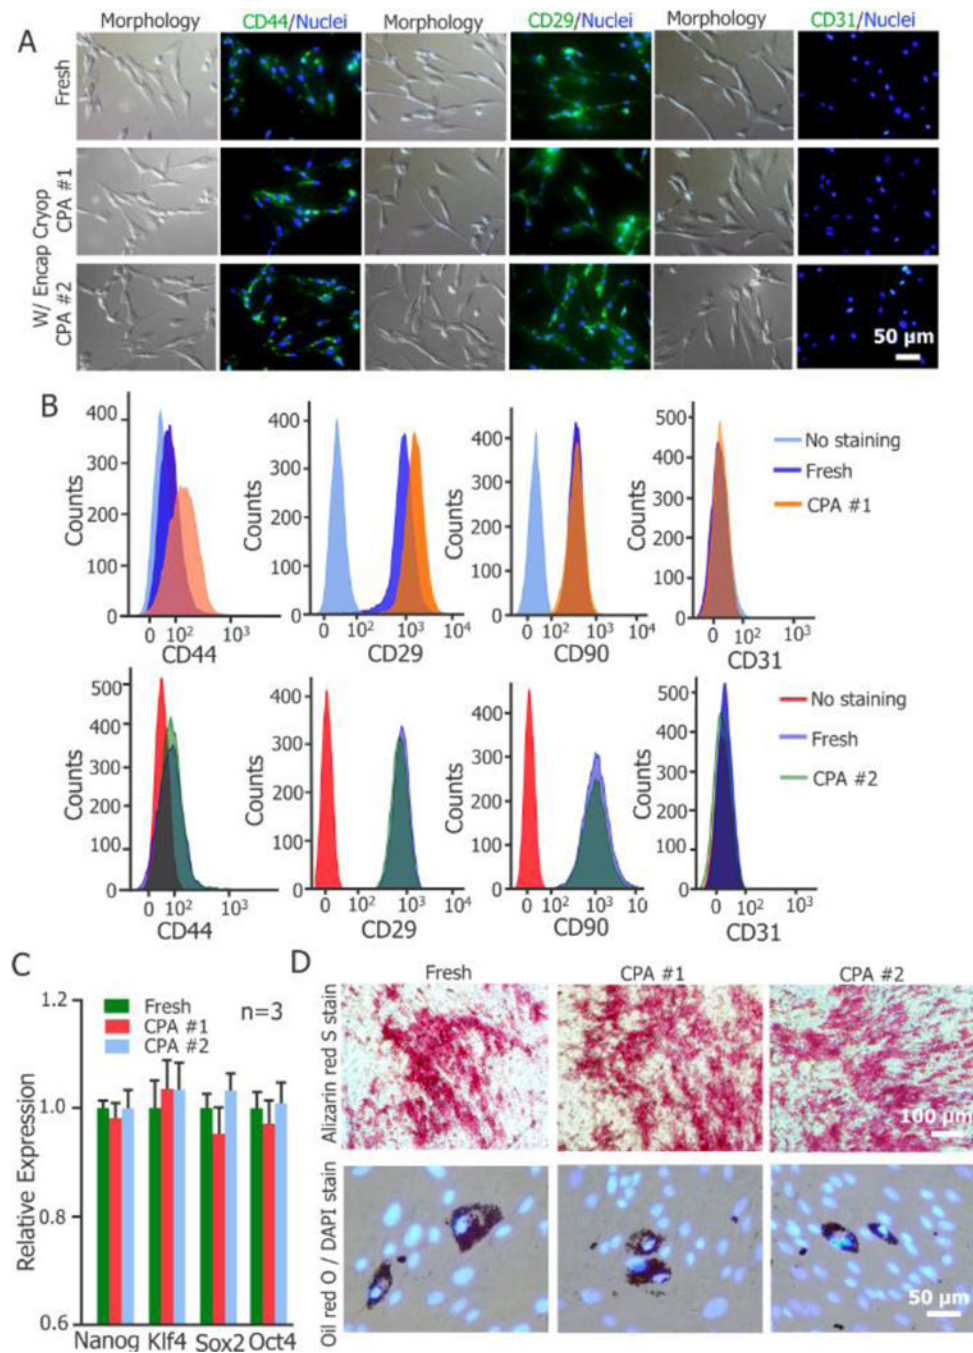 A
Morphology CD44/Nuclei Morphology CD29/Nuclei Morphology CD31/Nuclei
Fresh
W/ Encap Cryop
CPA #1
CPA #2
50 µm
B
400
300
200
100
0
Counts
0 10² 10³
CD44
400
300
200
100
0
Counts
0 10² 10³ 10⁴
CD29
400
300
200
100
0
Counts
0 10² 10³
CD90
500
400
300
200
100
0
Counts
0 10² 10³
CD31
No staining
Fresh
CPA #1
500
400
300
200
100
0
Counts
0 10² 10³
CD44
400
300
200
100
0
Counts
0 10² 10³ 10⁴
CD29
400
300
200
100
0
Counts
0 10² 10³ 10
CD90
500
400
300
200
100
0
Counts
0 10² 10³
CD31
No staining
Fresh
CPA #2
C
1.2
1.0
0.8
0.6
Relative Expression
Fresh
CPA #1
CPA #2
n=3
Nanog Klf4 Sox2 Oct4
D
Fresh CPA #1 CPA #2
Alizarin red S stain
100 µm
Oil red O / DAPI stain
50 µm